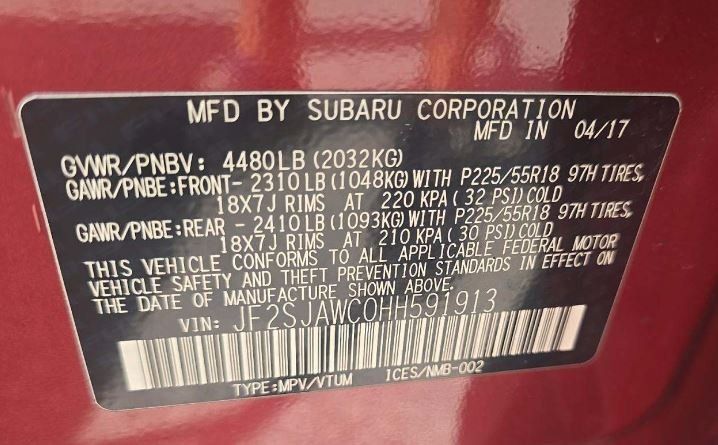 MFD BY SUBARU CORPORATION
MFD IN 04/17
GVWR/PNBV: 4480LB (2032KG)
GAWR/PNBE:FRONT- 2310LB (1048KG) WITH P225/55R18 97H TIRES,
18X7J RIMS AT 220 KPA ( 32 PSI) COLD
GAWR/PNBE:REAR - 2410LB (1093KG) WITH P225/55R18 97H TIRES,
18X7J RIMS AT 210 KPA ( 30 PSI) COLD
THIS VEHICLE CONFORMS TO ALL APPLICABLE FEDERAL MOTOR
VEHICLE SAFETY AND THEFT PREVENTION STANDARDS IN EFFECT ON
THE DATE OF MANUFACTURE SHOWN ABOVE.
VIN: JF2SJAWC0HH591913
TYPE:MPV/VTUM ICES/NMB-002